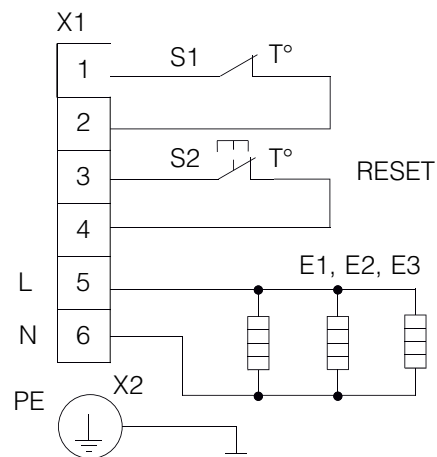 X1
1 S1 T°
2
3 S2 T° RESET
4
E1, E2, E3
L 5
N 6
PE X2